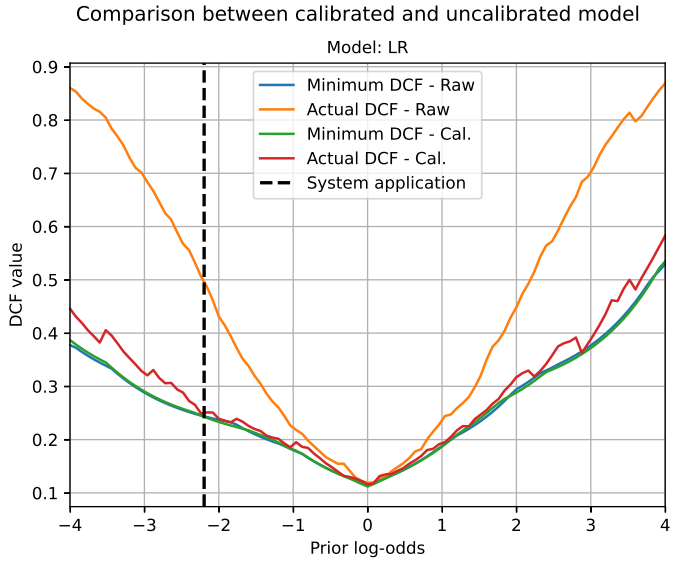 Comparison between calibrated and uncalibrated model
Model: LR
0.9
0.8
0.7
0.6
0.5
0.4
0.3
0.2
0.1
DCF value
Minimum DCF - Raw
Actual DCF - Raw
Minimum DCF - Cal.
Actual DCF - Cal.
System application
−4 −3 −2 −1 0 1 2 3 4
Prior log-odds